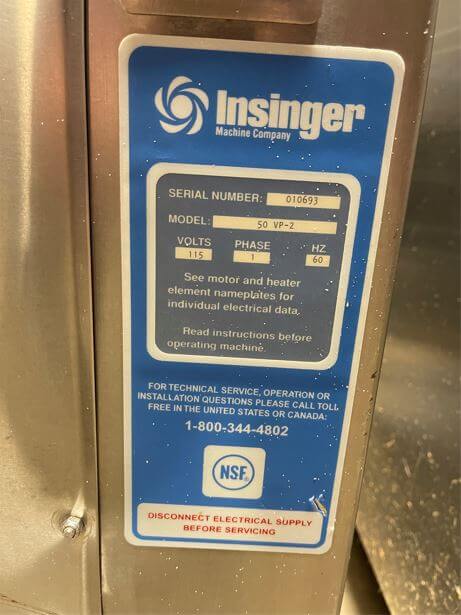 Insinger
Machine Company
SERIAL NUMBER: 010693
MODEL: 50 VP-2
VOLTS PHASE HZ
115 1 60
See motor and heater
element nameplates for
individual electrical data.
Read instructions before
operating machine.
FOR TECHNICAL SERVICE, OPERATION OR
INSTALLATION QUESTIONS PLEASE CALL TOLL
FREE IN THE UNITED STATES OR CANADA:
1-800-344-4802
NSF.
DISCONNECT ELECTRICAL SUPPLY
BEFORE SERVICING